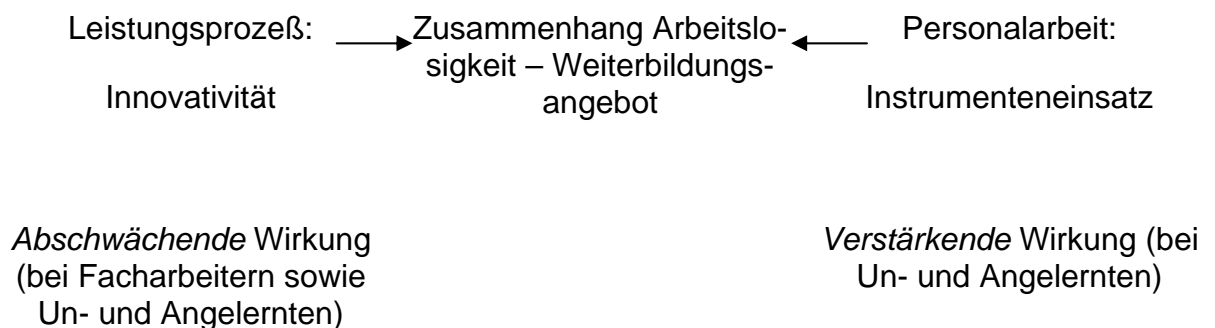 Leistungsprozeß:
Innovativität
Zusammenhang Arbeitslo-
sigkeit – Weiterbildungs-
angebot
Personalarbeit:
Instrumenteneinsatz
Abschwächende Wirkung
(bei Facharbeitern sowie
Un- und Angelernten)
Verstärkende Wirkung (bei
Un- und Angelernten)